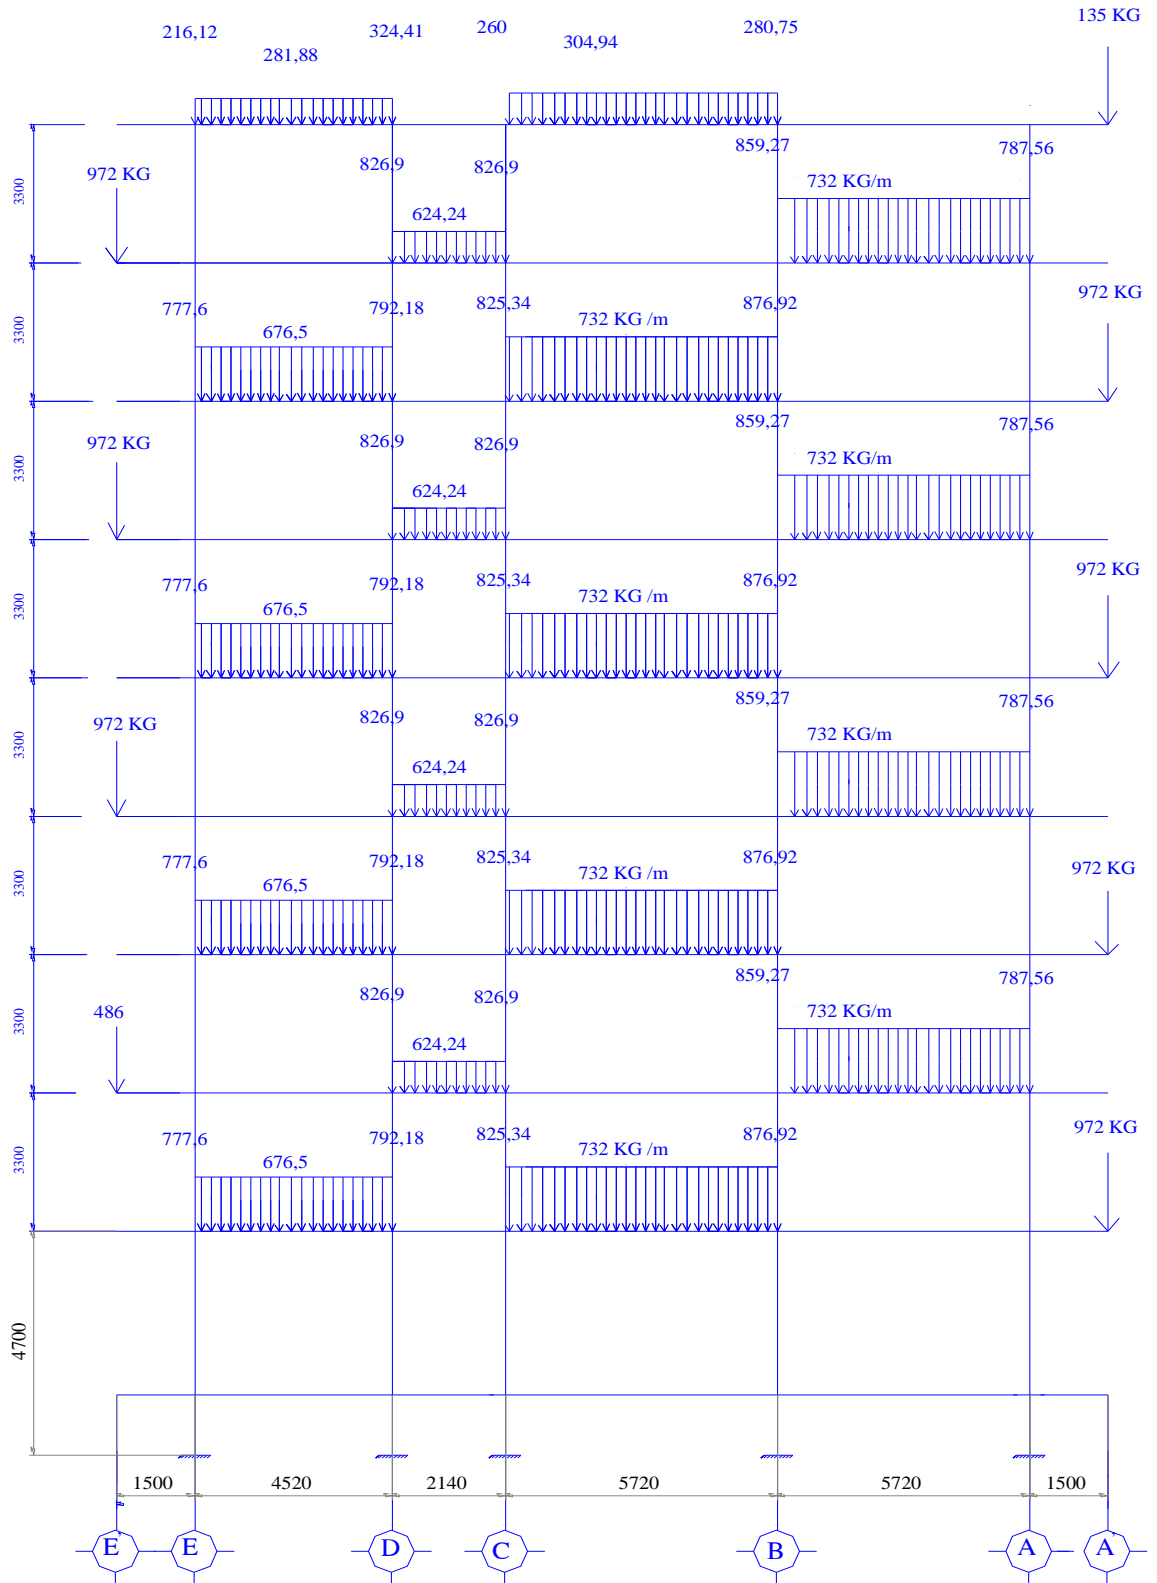 135 KG
216,12 324,41 260 280,75
281,88 304,94
3300 972 KG 826,9 826,9 859,27 787,56
732 KG/m
624,24
3300 777,6 792,18 825,34 876,92 972 KG
676,5 732 KG /m
3300 972 KG 826,9 826,9 859,27 787,56
732 KG/m
624,24
3300 777,6 792,18 825,34 876,92 972 KG
676,5 732 KG /m
3300 972 KG 826,9 826,9 859,27 787,56
732 KG/m
624,24
3300 777,6 792,18 825,34 876,92 972 KG
676,5 732 KG /m
3300 486 826,9 826,9 859,27 787,56
732 KG/m
624,24
3300 777,6 792,18 825,34 876,92 972 KG
676,5 732 KG /m
4700
1500 4520 2140 5720 5720 1500
E' E D C B A A'